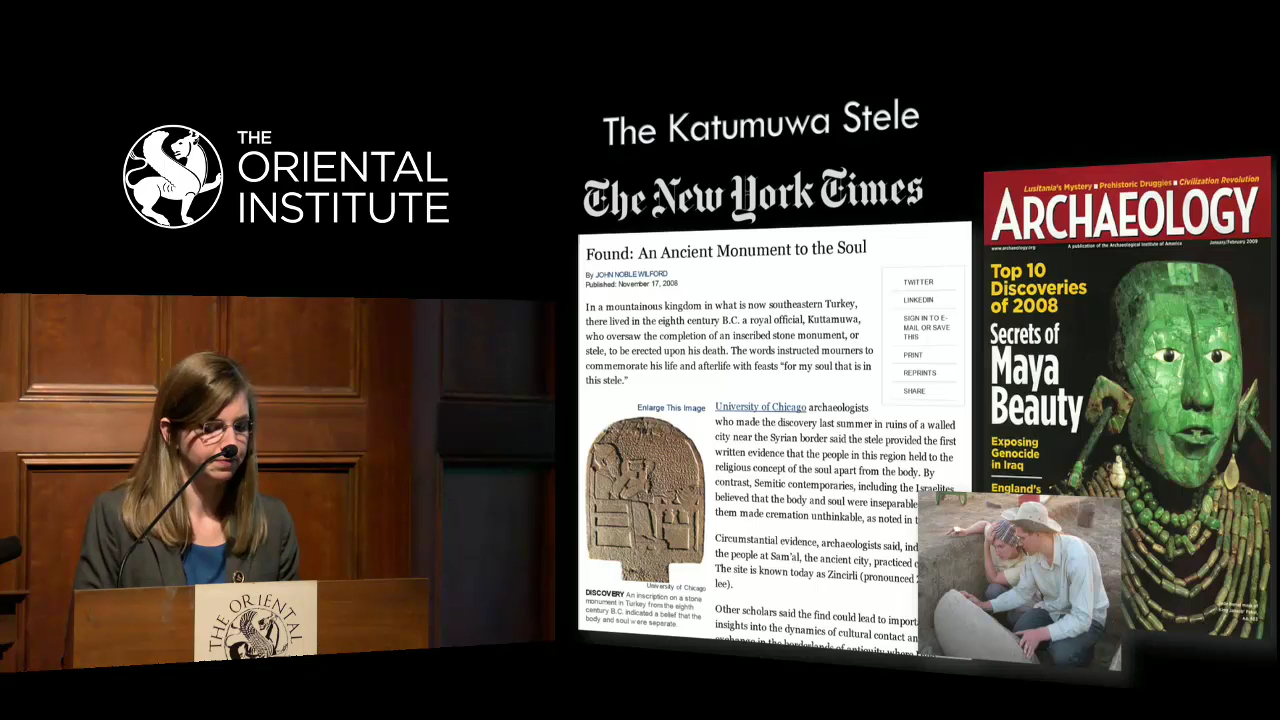 THE
ORIENTAL
INSTITUTE
THE ORIENTAL
The Katumuwa Stele
The New York Times
Found: An Ancient Monument to the Soul
By JOHN NOBLE WILFORD
Published: November 17, 2008
In a mountainous kingdom in what is now southeastern Turkey,
there lived in the eighth century B.C. a royal official, Kuttamuwa,
who oversaw the completion of an inscribed stone monument, or
stele, to be erected upon his death. The words instructed mourners to
commemorate his life and afterlife with feasts “for my soul that is in
this stele.”
TWITTER
LINKEDIN
SIGN IN TO E-
MAIL OR SAVE
THIS
PRINT
REPRINTS
SHARE
Enlarge This Image
University of Chicago
DISCOVERY An inscription on a stone
monument in Turkey from the eighth
century B.C. indicated a belief that the
body and soul were separate.
University of Chicago archaeologists
who made the discovery last summer in ruins of a walled
city near the Syrian border said the stele provided the first
written evidence that the people in this region held to the
religious concept of the soul apart from the body. By
contrast, Semitic contemporaries, including the Israelites,
believed that the body and soul were inseparable
them made cremation unthinkable, as noted in t
Circumstantial evidence, archaeologists said, ind
the people at Sam’al, the ancient city, practiced c
The site is known today as Zincirli (pronounced
lee).
Other scholars said the find could lead to import
insights into the dynamics of cultural contact an
exchange in the borderlands of antiquity where
Lusitania's Mystery ■ Prehistoric Druggies ■ Civilization Revolution
ARCHAEOLOGY
www.archaeology.org A publication of the Archaeological Institute of America January/February 2009
Top 10
Discoveries
of 2008
Secrets of
Maya
Beauty
Exposing
Genocide
in Iraq
England's